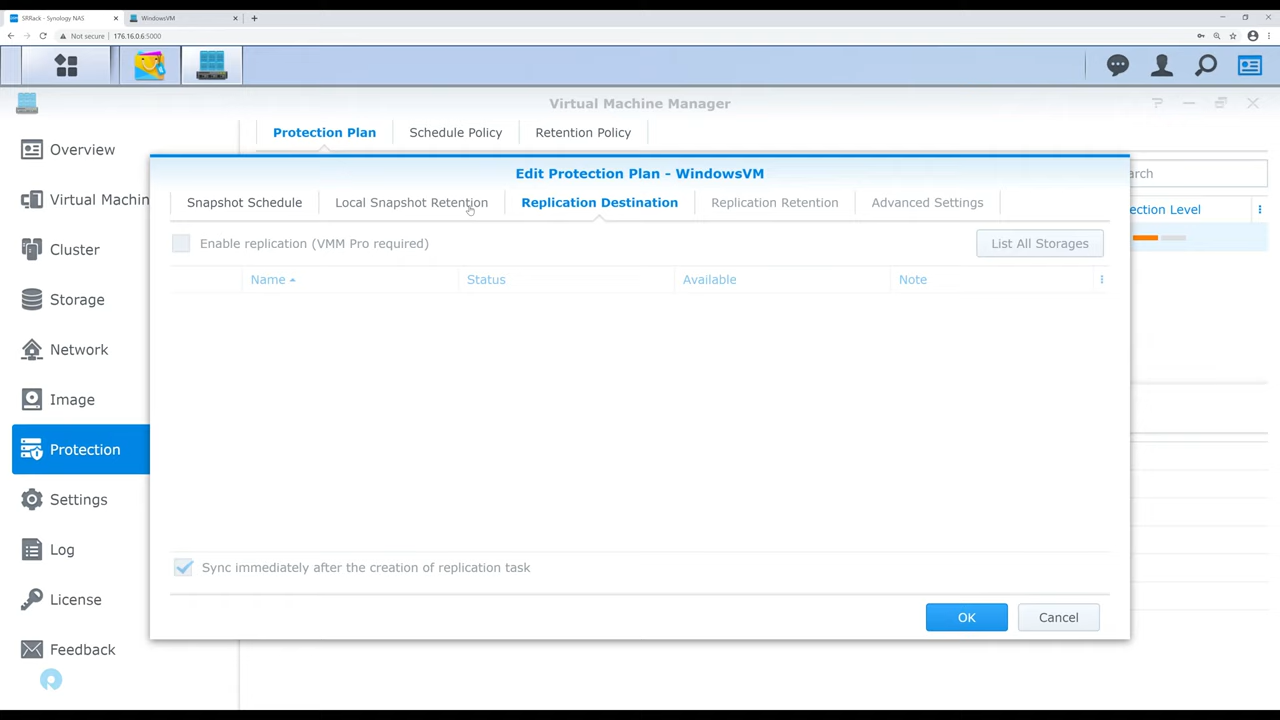 SRRack - Synology NAS
WindowsVM
Not secure
176.16.0.6:5000
Virtual Machine Manager
Protection Plan
Schedule Policy
Retention Policy
Overview
Virtual Machin
Cluster
Storage
Network
Image
Protection
Settings
Log
License
Feedback
arch
ection Level
Edit Protection Plan - WindowsVM
Snapshot Schedule
Local Snapshot Retention
Replication Destination
Replication Retention
Advanced Settings
Enable replication (VMM Pro required)
List All Storages
Name
Status
Available
Note
Sync immediately after the creation of replication task
OK
Cancel